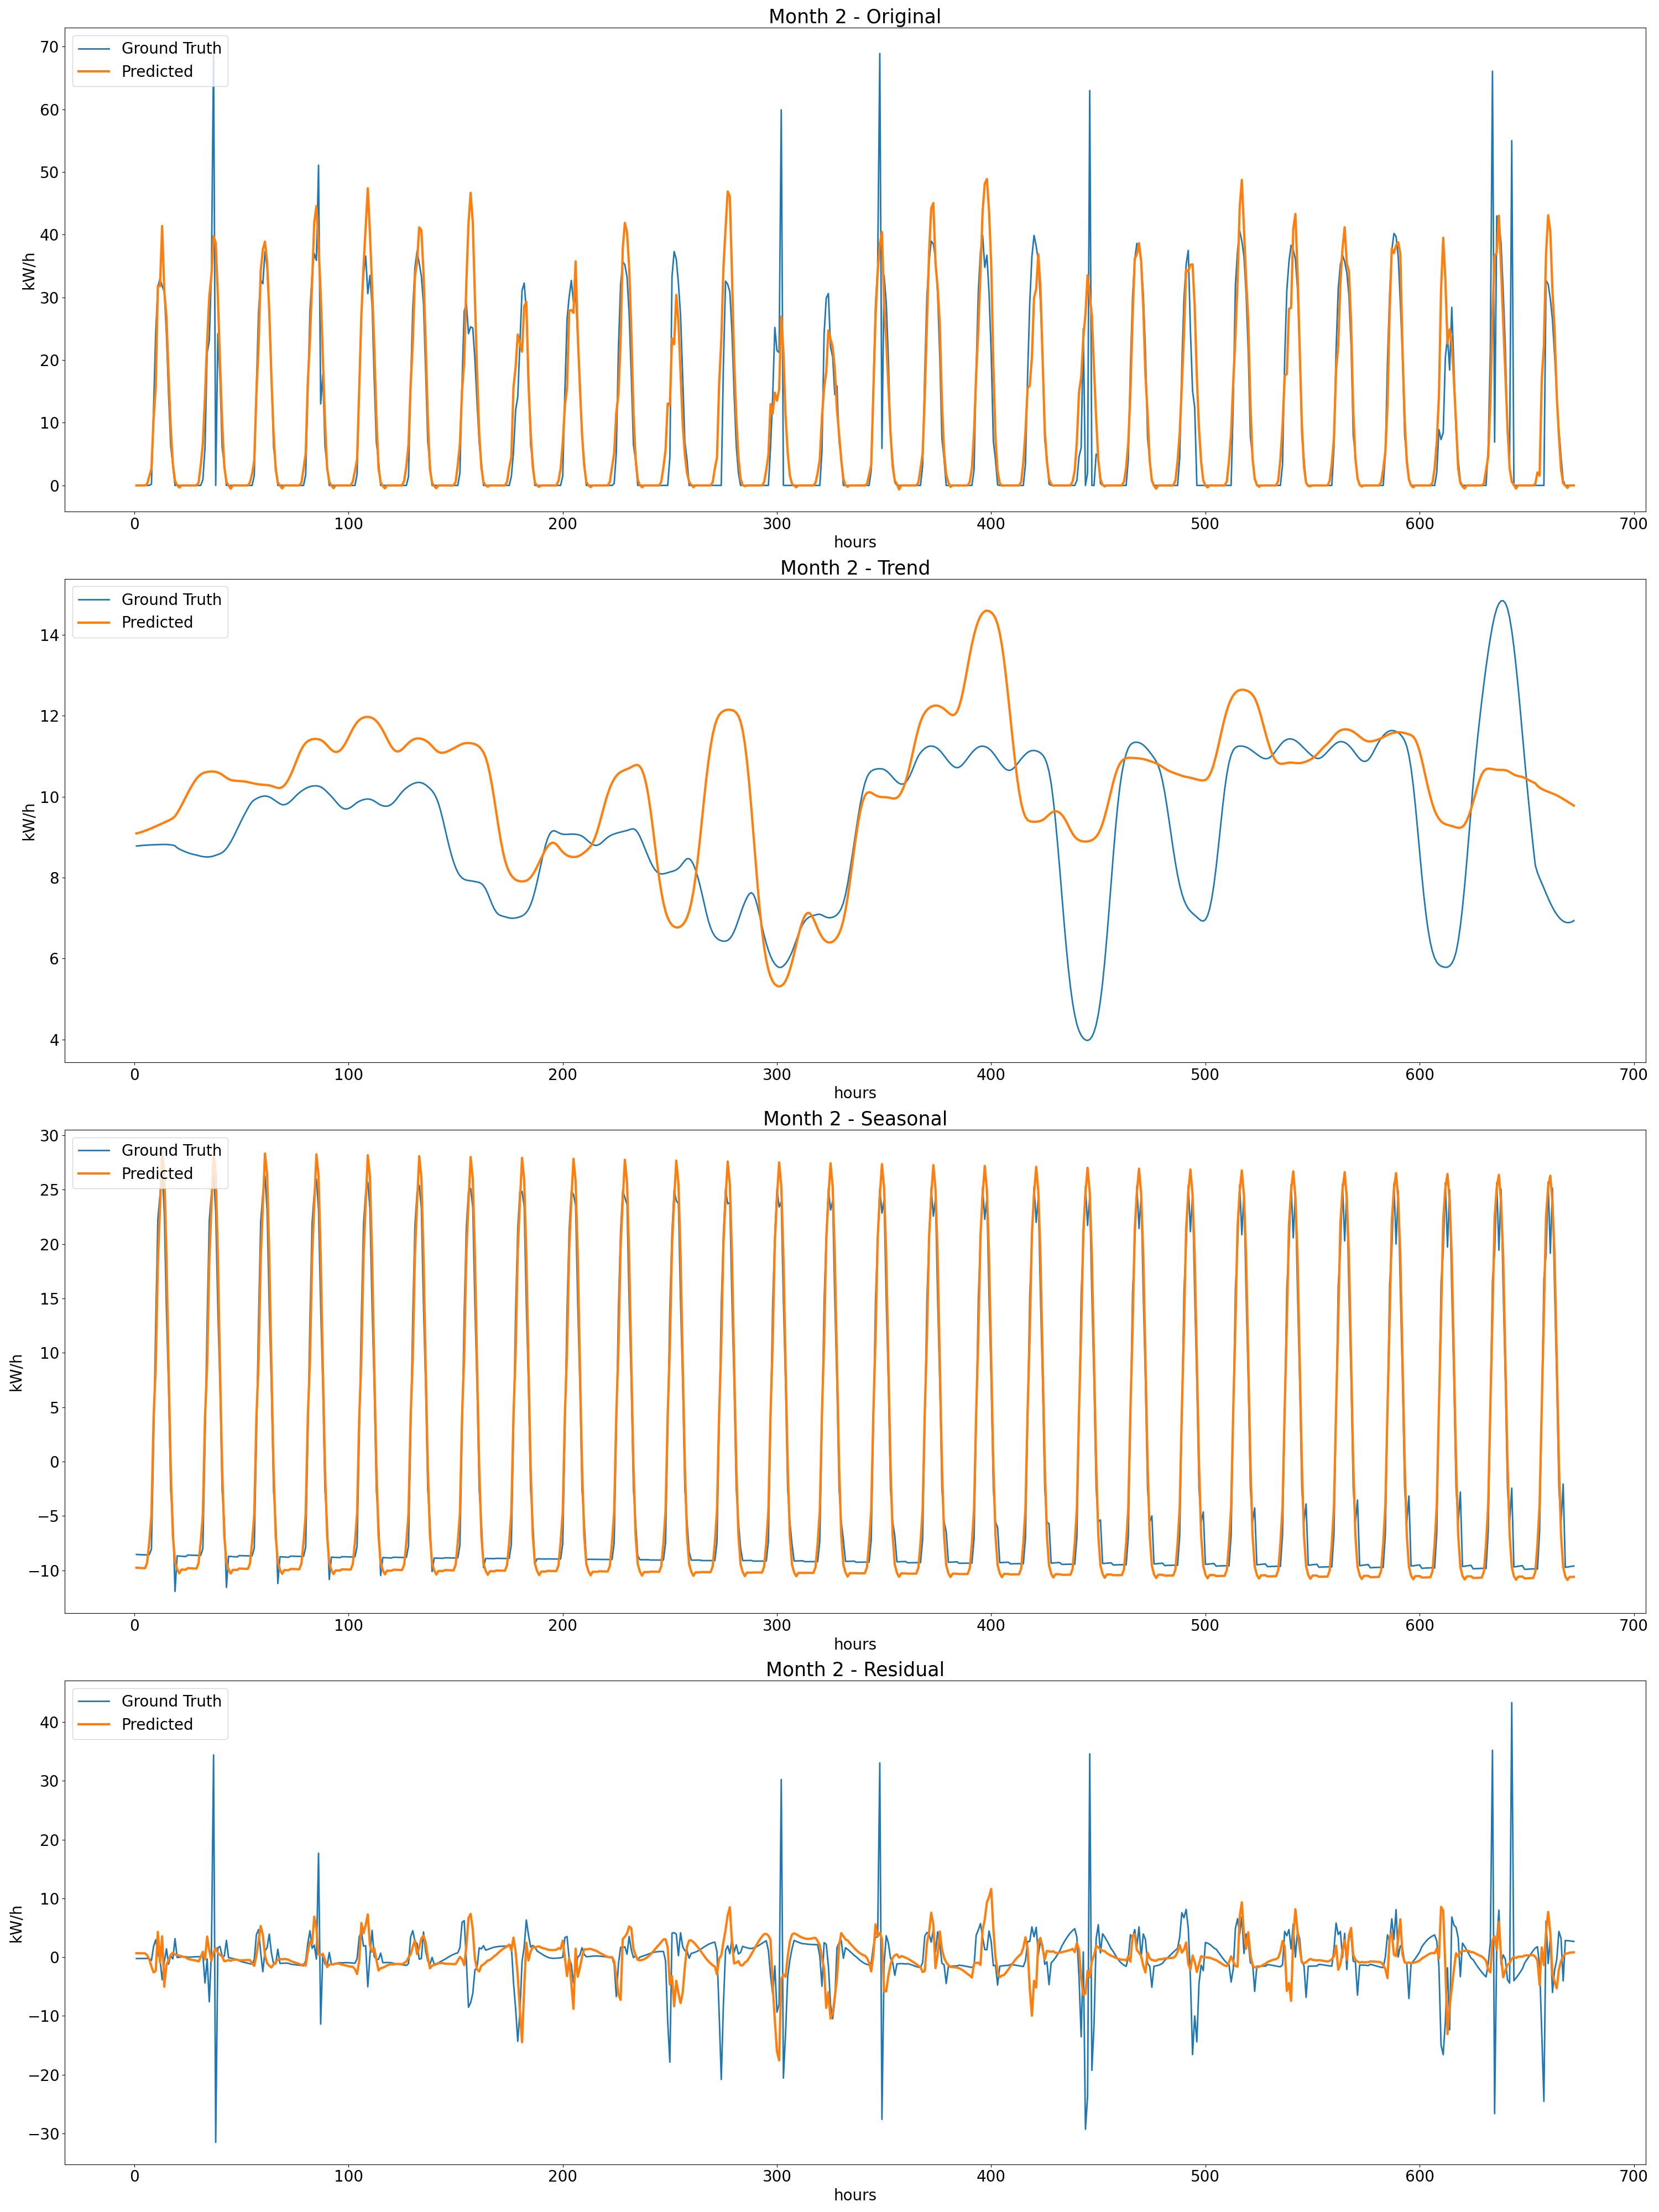 Month 2 - Original
70
60
50
40
30
20
10
0
kW/h
Ground Truth
Predicted
0 100 200 300 400 500 600 700
hours
Month 2 - Trend
14
12
10
8
6
4
kW/h
Ground Truth
Predicted
0 100 200 300 400 500 600 700
hours
Month 2 - Seasonal
30
25
20
15
10
5
0
−5
−10
kW/h
Ground Truth
Predicted
0 100 200 300 400 500 600 700
hours
Month 2 - Residual
40
30
20
10
0
−10
−20
−30
kW/h
Ground Truth
Predicted
0 100 200 300 400 500 600 700
hours